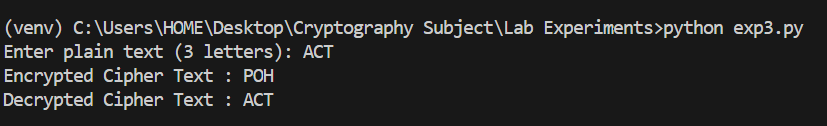 (venv) C:\Users\HOME\Desktop\Cryptography Subject\Lab Experiments>python exp3.py
Enter plain text (3 letters): ACT
Encrypted Cipher Text : POH
Decrypted Cipher Text : ACT